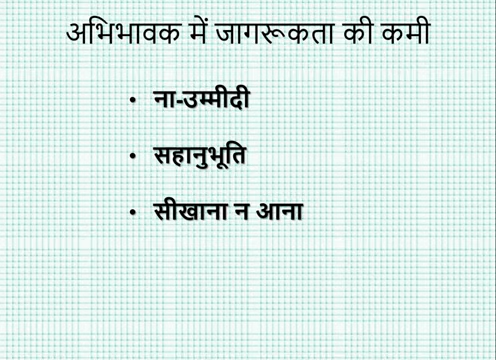 अभिभावक में जागरूकता की कमी
• ना-उम्मीदी
• सहानुभूति
• सीखाना न आना